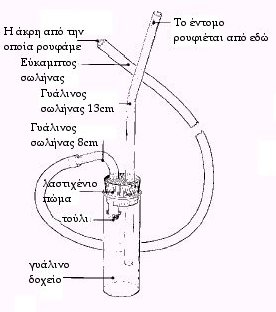 Η άκρη από την
οποία ρουφάμε
Το έντομο
ρουφιέται από εδώ
Εύκαμπτος
σωλήνας
Γυάλινος
σωλήνας 13cm
Γυάλινος
σωλήνας 8cm
λαστιχένιο
πώμα
τούλι
γυάλινο
δοχείο